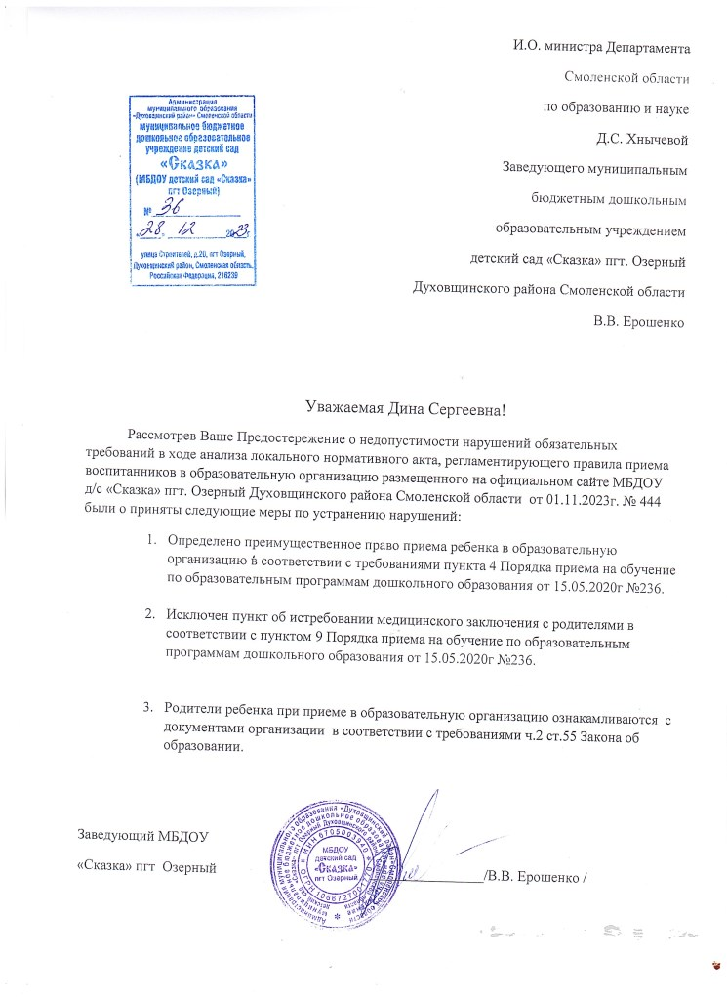 И.О. министра Департамента
Смоленской области
по образованию и науке
Д.С. Хнычевой
Заведующего муниципальным
бюджетным дошкольным
образовательным учреждением
детский сад «Сказка» пгт. Озерный
Духовщинского района Смоленской области
В.В. Ерошенко
Администрация
муниципального образования
«Духовщинский район» Смоленской области
муниципальное бюджетное
дошкольное образовательное
учреждение детский сад
«Сказка»
(МБДОУ детский сад «Сказка»
пгт Озерный)
№ 36
«28» 12 2023г
улица Строителей, д.20, пгт Озерный,
Духовщинский район, Смоленская область,
Российская Федерация, 216239
Уважаемая Дина Сергеевна!
Рассмотрев Ваше Предостережение о недопустимости нарушений обязательных
требований в ходе анализа локального нормативного акта, регламентирующего правила приема
воспитанников в образовательную организацию размещенного на официальном сайте МБДОУ
д/с «Сказка» пгт. Озерный Духовщинского района Смоленской области от 01.11.2023г. № 444
были о приняты следующие меры по устранению нарушений:
1. Определено преимущественное право приема ребенка в образовательную
организацию в соответствии с требованиями пункта 4 Порядка приема на обучение
по образовательным программам дошкольного образования от 15.05.2020г №236.
2. Исключен пункт об истребовании медицинского заключения с родителями в
соответствии с пунктом 9 Порядка приема на обучение по образовательным
программам дошкольного образования от 15.05.2020г №236.
3. Родители ребенка при приеме в образовательную организацию ознакамливаются с
документами организации в соответствии с требованиями ч.2 ст.55 Закона об
образовании.
Заведующий МБДОУ
«Сказка» пгт Озерный
/В.В. Ерошенко /
МБДОУ
детский сад
«Сказка»
пгт Озерный